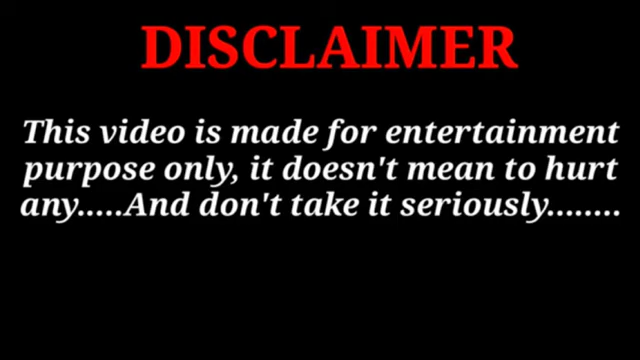 DISCLAIMER
This video is made for entertainment
purpose only, it doesn't mean to hurt
any.....And don't take it seriously........